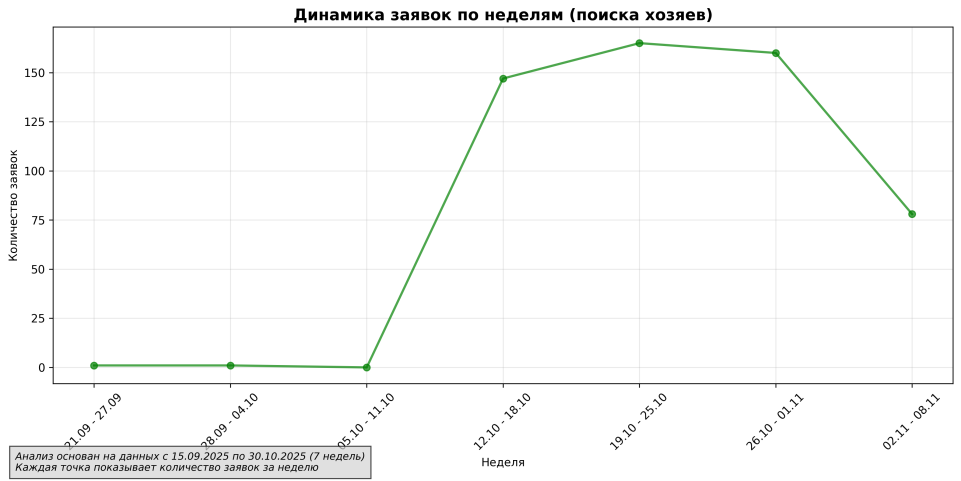 Динамика заявок по неделям (поиска хозяев)
Количество заявок
150
125
100
75
50
25
0
21.09 - 27.09
28.09 - 04.10
05.10 - 11.10
12.10 - 18.10
19.10 - 25.10
26.10 - 01.11
02.11 - 08.11
Неделя
Анализ основан на данных с 15.09.2025 по 30.10.2025 (7 недель)
Каждая точка показывает количество заявок за неделю